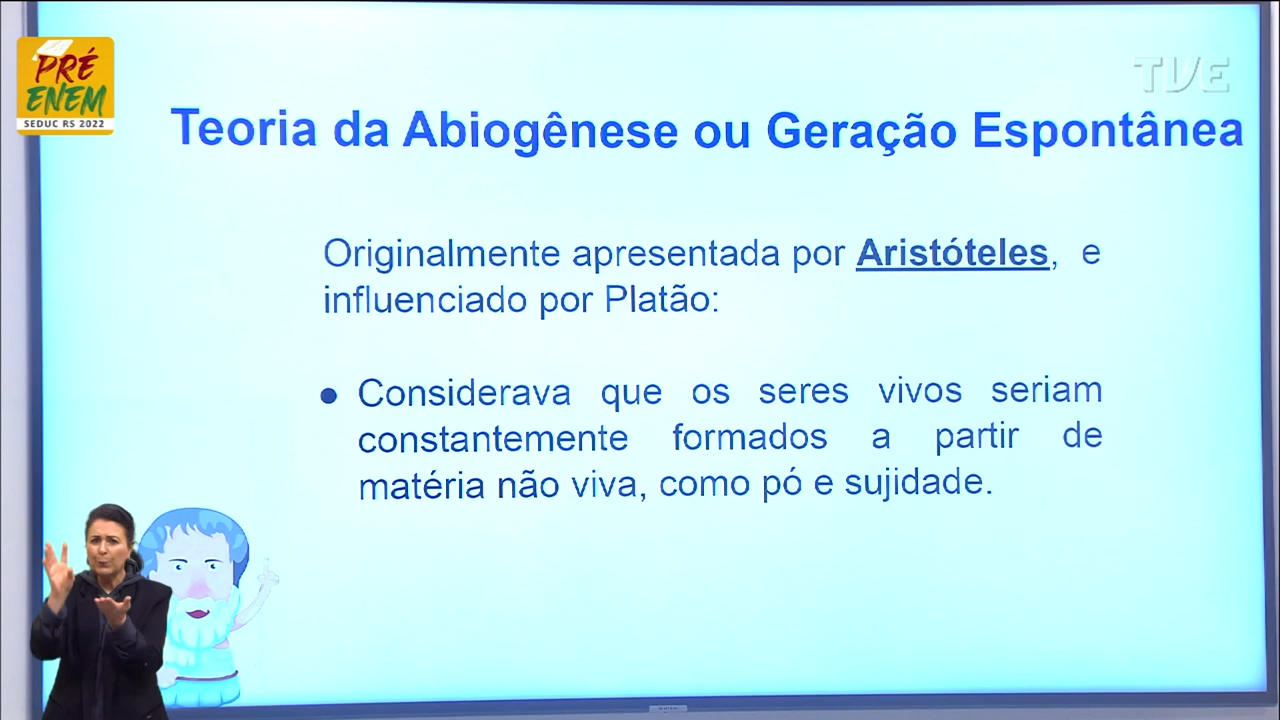 PRÉ
ENEM
SEDUC RS 2022
TVE
Teoria da Abiogênese ou Geração Espontânea
Originalmente apresentada por Aristóteles, e
influenciado por Platão:
● Considerava que os seres vivos seriam
constantemente formados a partir de
matéria não viva, como pó e sujidade.